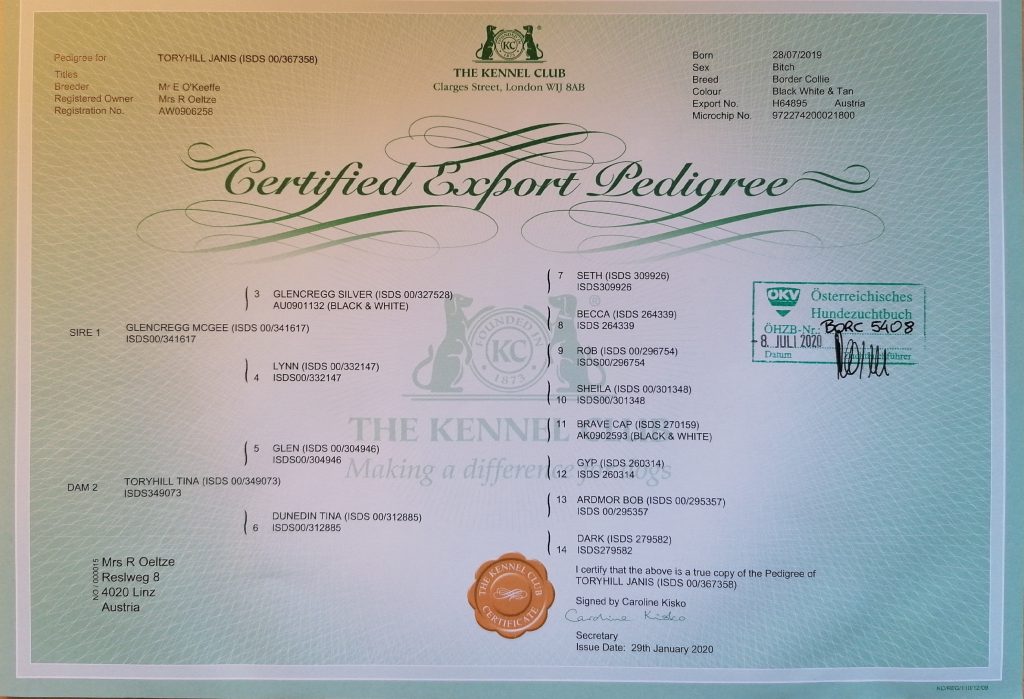 Pedigree for TORYHILL JANIS (ISDS 00/367358)
Titles
Breeder Mr E O'Keeffe
Registered Owner Mrs R Oeltze
Registration No. AW0906258
FOUNDED IN
KC
1873
THE KENNEL CLUB
Clarges Street, London W1J 8AB
Born 28/07/2019
Sex Bitch
Breed Border Collie
Colour Black White & Tan
Export No. H64895 Austria
Microchip No. 972274200021800
Certified Export Pedigree
SIRE 1 GLENCREGG MCGEE (ISDS 00/341617)
ISDS00/341617
DAM 2 TORYHILL TINA (ISDS 00/349073)
ISDS349073
3 GLENCREGG SILVER (ISDS 00/327528)
AU0901132 (BLACK & WHITE)
LYNN (ISDS 00/332147)
4 ISDS00/332147
5 GLEN (ISDS 00/304946)
ISDS00/304946
DUNEDIN TINA (ISDS 00/312885)
6 ISDS00/312885
7 SETH (ISDS 309926)
ISDS309926
BECCA (ISDS 264339)
8 ISDS 264339
9 ROB (ISDS 00/296754)
ISDS00/296754
SHEILA (ISDS 00/301348)
10 ISDS00/301348
11 BRAVE CAP (ISDS 270159)
AK0902593 (BLACK & WHITE)
GYP (ISDS 260314)
12 ISDS 260314
13 ARDMOR BOB (ISDS 00/295357)
ISDS 00/295357
DARK (ISDS 279582)
14 ISDS279582
FOUNDED IN
KC
1873
®
THE KENNEL CLUB
Making a difference for dogs
ÖKV
Österreichisches
Hundezuchtbuch
ÖHZB-Nr.: BORC 5408
- 8. JULI 2020
Datum Zuchtbuchführer
NO / 000015
Mrs R Oeltze
Reslweg 8
4020 Linz
Austria
THE KENNEL CLUB
CERTIFICATE
I certify that the above is a true copy of the Pedigree of
TORYHILL JANIS (ISDS 00/367358)
Signed by Caroline Kisko
Caroline Kisko
Secretary
Issue Date: 29th January 2020